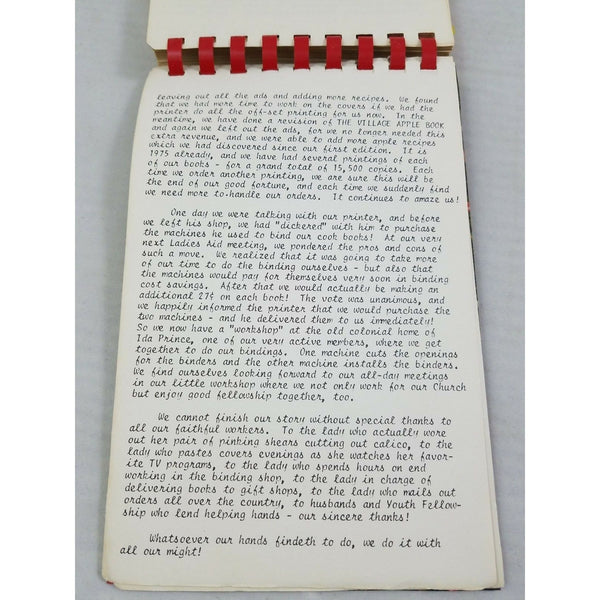 leaving out all the ads and adding more recipes. We found
that we had more time to work on the covers if we had the
printer do all the off-set printing for us now. In the
meantime, we have done a revision of THE VILLAGE APPLE BOOK
and again we left out the ads, for we no longer needed this
extra revenue, and we were able to add more apple recipes
which we had discovered since our first edition. It is
1975 already, and we have had several printings of each
of our books - for a grand total of 15,500 copies. Each
time we order another printing, we are sure this will be
the end of our good fortune, and each time we suddenly find
we need more to handle our orders. It continues to amaze us!
One day we were talking with our printer, and before
we left his shop, we had "dickered" with him to purchase
the machines he used to bind our cook books! At our very
next Ladies Aid meeting, we pondered the pros and cons of
such a move. We realized that it was going to take more
of our time to do the binding ourselves - but also that
the machines would pay for themselves very soon in binding
cost savings. After that we would actually be making an
additional 27¢ on each book! The vote was unanimous, and
we happily informed the printer that we would purchase the
two machines - and he delivered them to us immediately!
So we now have a "workshop" at the old colonial home of
Ida Prince, one of our very active members, where we get
together to do our bindings. One machine cuts the openings
for the binders and the other machine installs the binders.
We find ourselves looking forward to our all-day meetings
in our little workshop where we not only work for our Church
but enjoy good fellowship together, too.
We cannot finish our story without special thanks to
all our faithful workers. To the lady who actually wore
out her pair of pinking shears cutting out calico, to the
lady who pastes covers evenings as she watches her favor-
ite TV programs, to the lady who spends hours on end
working in the binding shop, to the lady in charge of
delivering books to gift shops, to the lady who mails out
orders all over the country, to husbands and Youth Fellow-
ship who lend helping hands - our sincere thanks!
Whatsoever our hands findeth to do, we do it with
all our might!